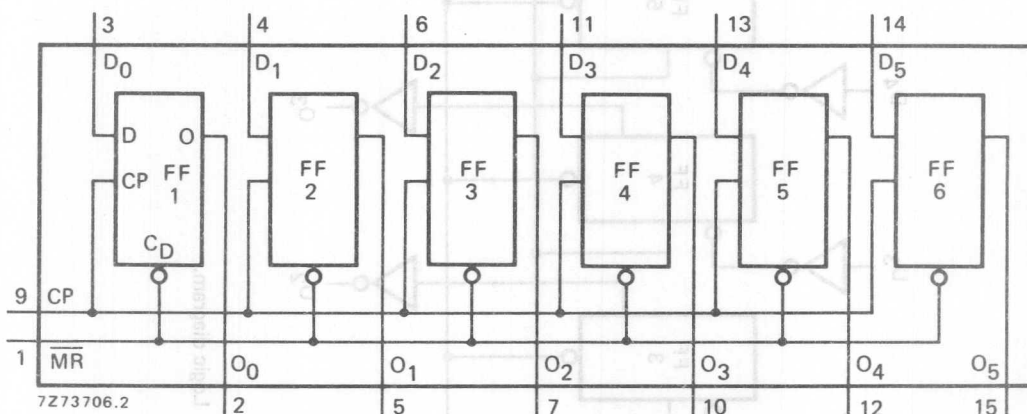 3 4 6 11 13 14
D0 D1 D2 D3 D4 D5
D O
FF 1
CP
CD
FF 2
FF 3
FF 4
FF 5
FF 6
9 CP
1 MR
O0 O1 O2 O3 O4 O5
7Z73706.2
2 5 7 10 12 15
Logic diagram.